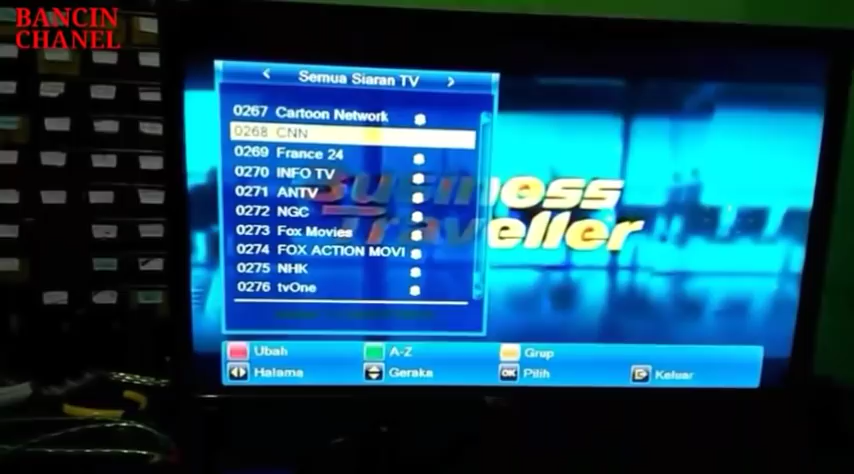 BANCIN
CHANEL
Semua Siaran TV
0267 Cartoon Network
0268 CNN
0269 France 24
0270 INFO TV
0271 ANTV
0272 NGC
0273 Fox Movies
0274 FOX ACTION MOVI
0275 NHK
0276 tvOne
Business
Traveller
Ubah
A-Z
Grup
Halama
Geraka
OK Pilih
Keluar